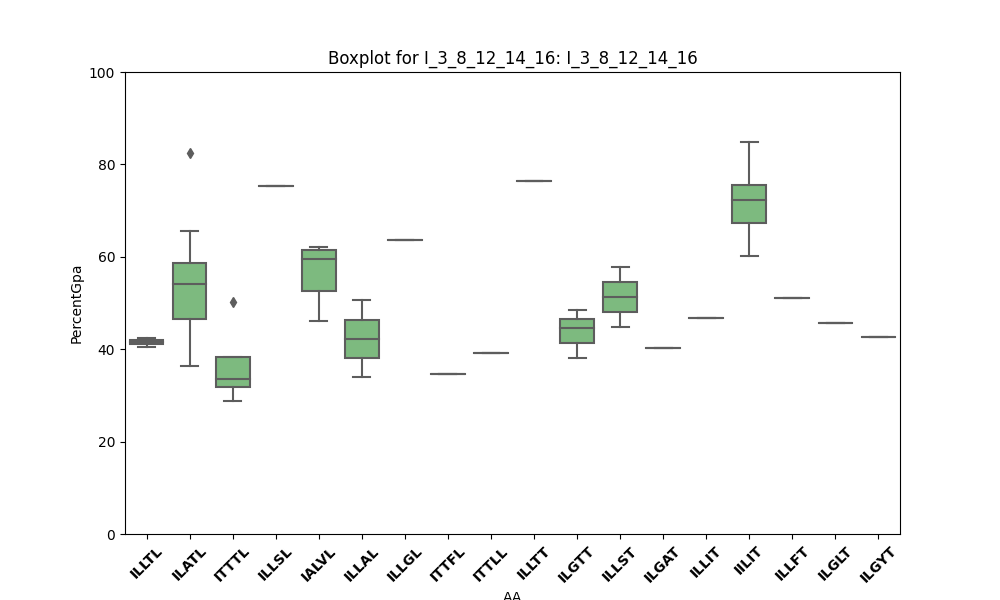 Boxplot for I_3_8_12_14_16: I_3_8_12_14_16
100
80
60
40
20
0
PercentGpa
ILLTL ILATL ITTTL ILLSL IALVL ILLAL ILLGL ITTFL ITTLL ILLTT ILGTT ILLST ILGAT ILLIT IILIT ILLFT ILGLT ILGYT
AA